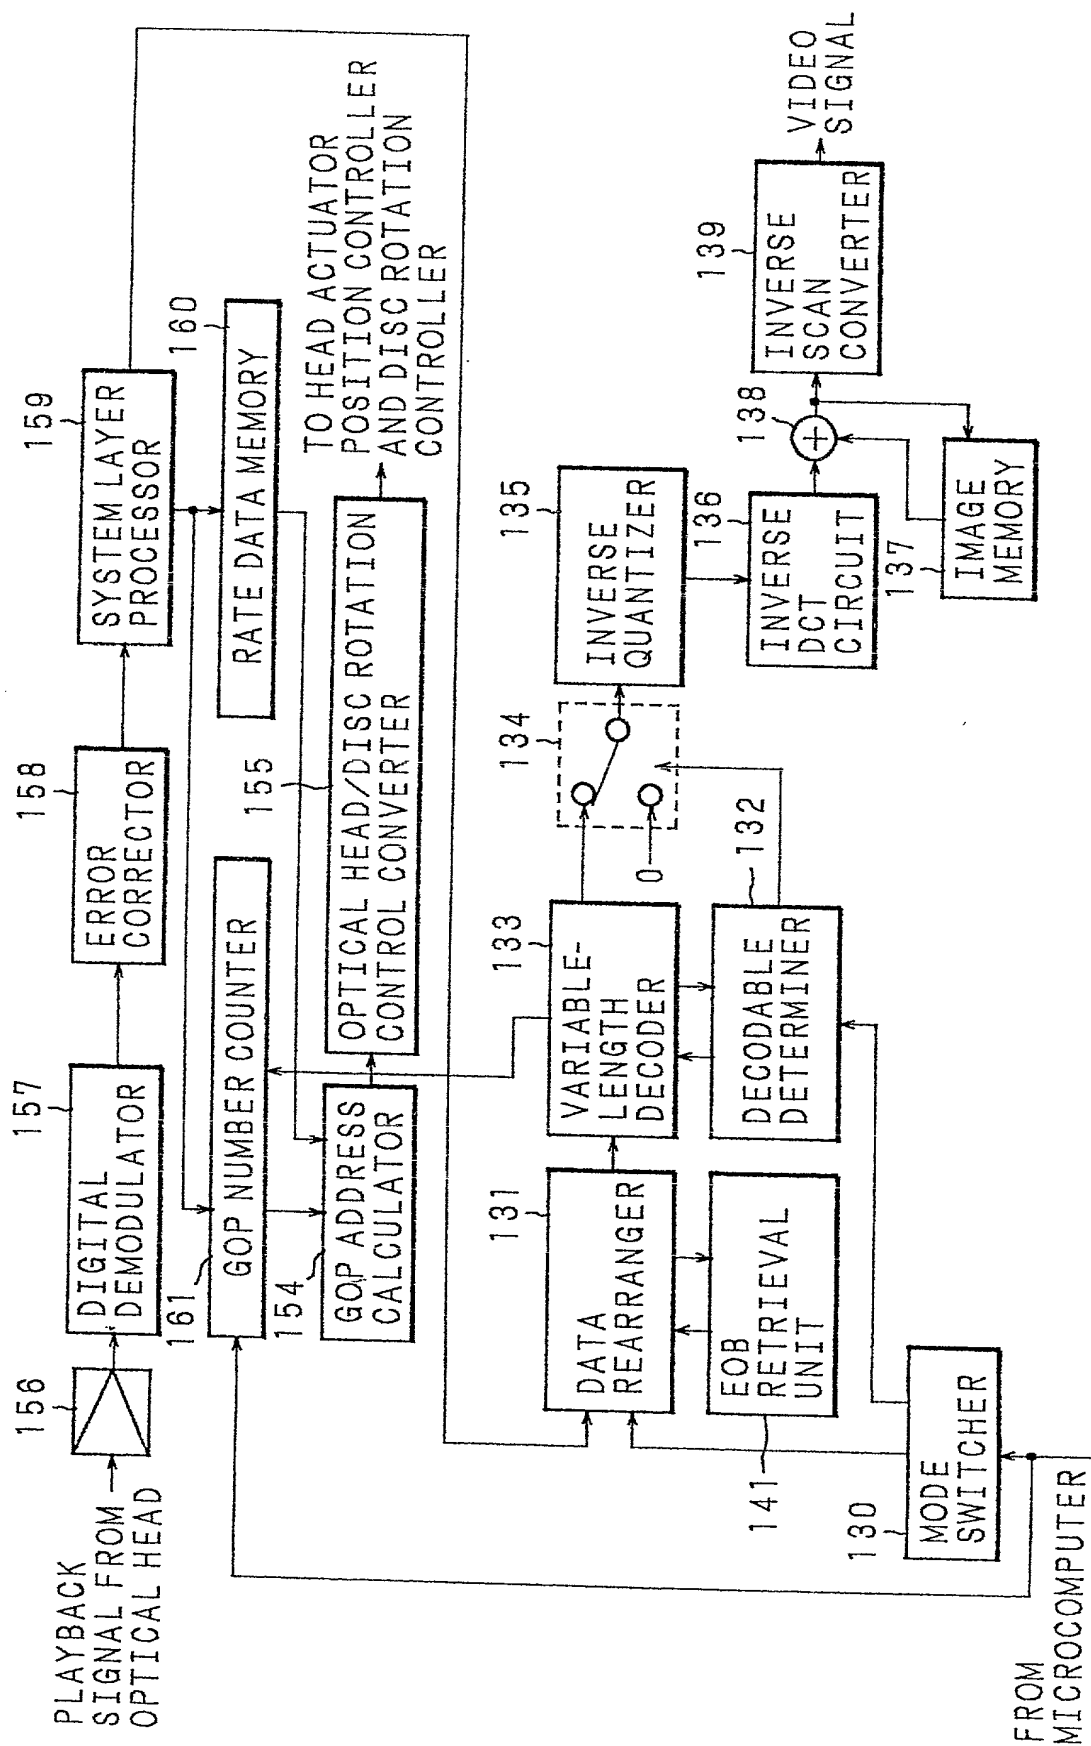 PLAYBACK
SIGNAL FROM
OPTICAL HEAD
156
157
DIGITAL
DEMODULATOR
158
ERROR
CORRECTOR
159
SYSTEM LAYER
PROCESSOR
161
GOP NUMBER COUNTER
160
RATE DATA MEMORY
154
GOP ADDRESS
CALCULATOR
155
OPTICAL HEAD/DISC ROTATION
CONTROL CONVERTER
TO HEAD ACTUATOR
POSITION CONTROLLER
AND DISC ROTATION
CONTROLLER
131
DATA
REARRANGER
133
VARIABLE-
LENGTH
DECODER
134
0
135
INVERSE
QUANTIZER
141
EOB
RETRIEVAL
UNIT
132
DECODABLE
DETERMINER
136
INVERSE
DCT
CIRCUIT
138
+
139
INVERSE
SCAN
CONVERTER
VIDEO
SIGNAL
137
IMAGE
MEMORY
130
MODE
SWITCHER
FROM
MICROCOMPUTER